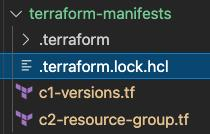 terraform-manifests
.terraform
.terraform.lock.hcl
c1-versions.tf
c2-resource-group.tf